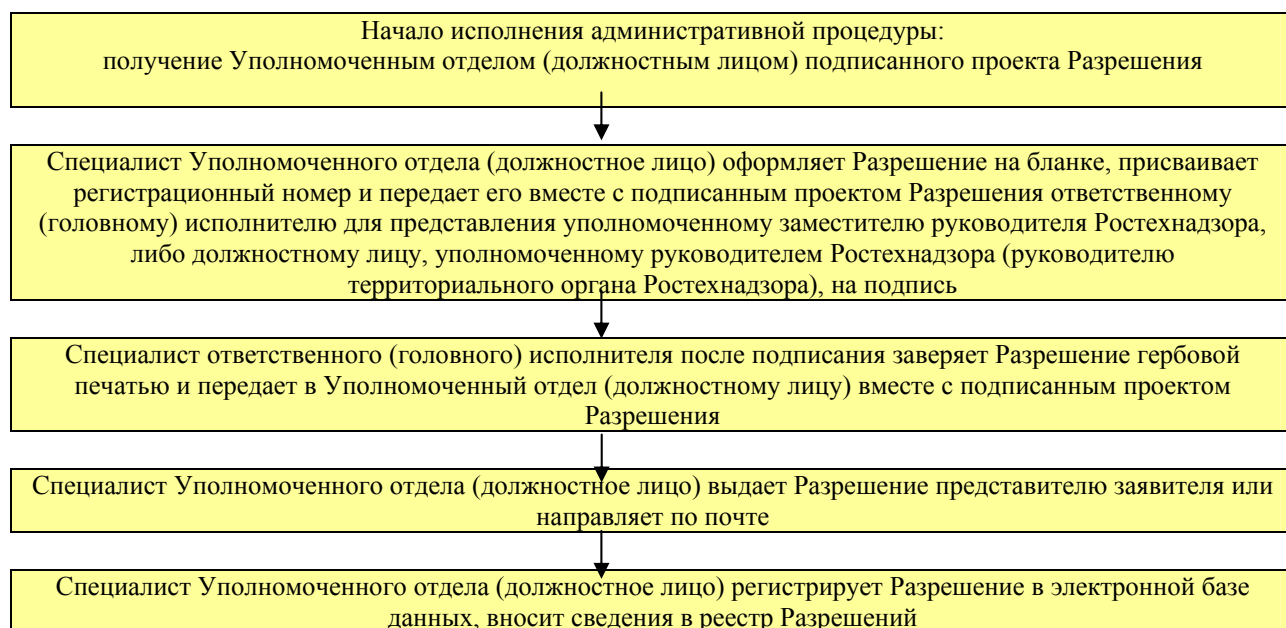 Начало исполнения административной процедуры:
получение Уполномоченным отделом (должностным лицом) подписанного проекта Разрешения
Специалист Уполномоченного отдела (должностное лицо) оформляет Разрешение на бланке, присваивает
регистрационный номер и передает его вместе с подписанным проектом Разрешения ответственному
(головному) исполнителю для представления уполномоченному заместителю руководителя Ростехнадзора,
либо должностному лицу, уполномоченному руководителем Ростехнадзора (руководителю
территориального органа Ростехнадзора), на подпись
Специалист ответственного (головного) исполнителя после подписания заверяет Разрешение гербовой
печатью и передает в Уполномоченный отдел (должностному лицу) вместе с подписанным проектом
Разрешения
Специалист Уполномоченного отдела (должностное лицо) выдает Разрешение представителю заявителя или
направляет по почте
Специалист Уполномоченного отдела (должностное лицо) регистрирует Разрешение в электронной базе
данных, вносит сведения в реестр Разрешений